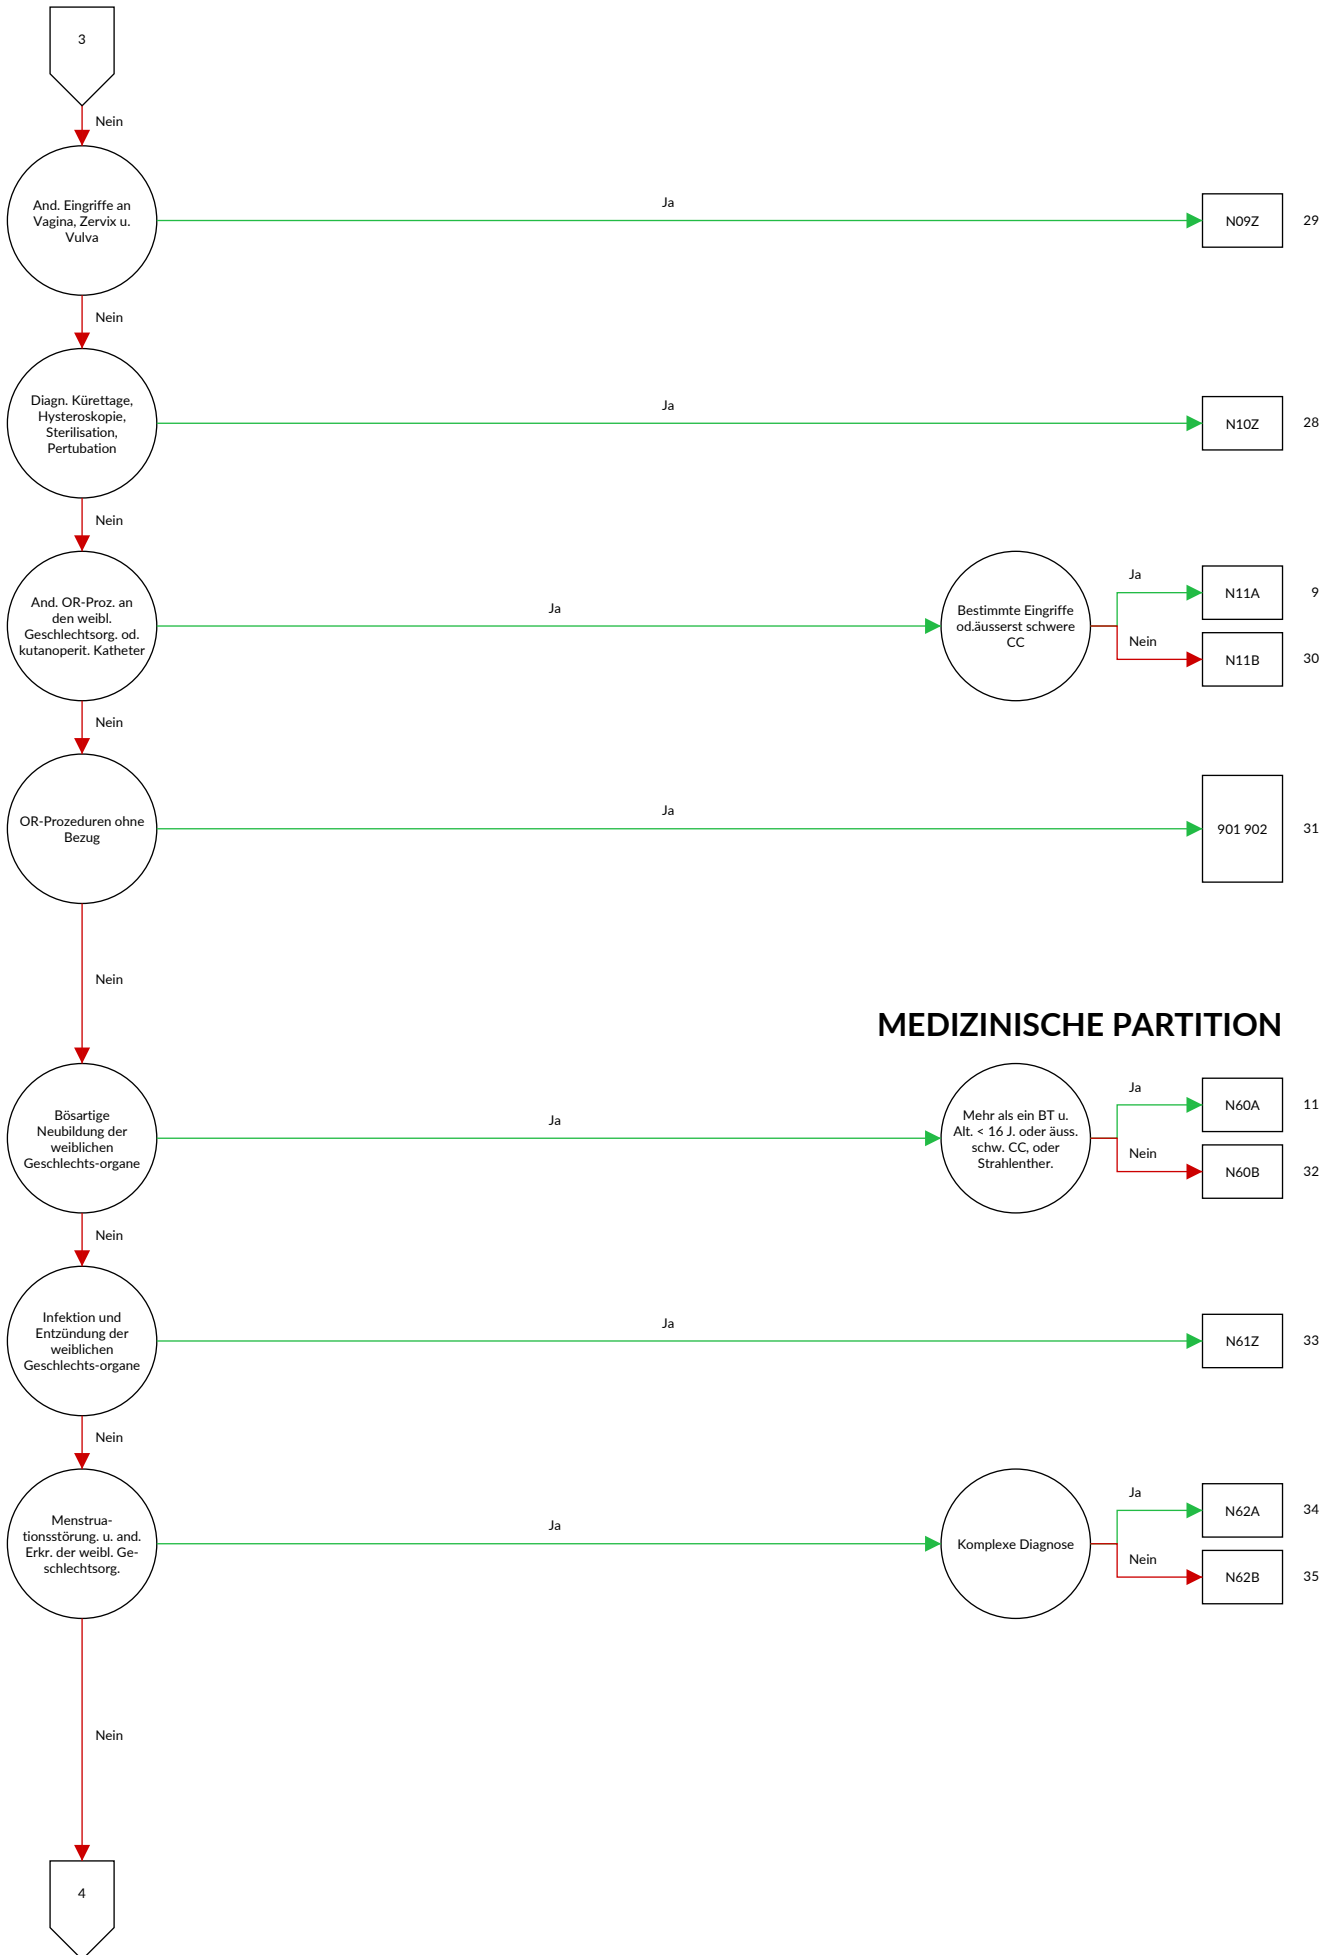 3
Nein
And. Eingriffe an
Vagina, Zervix u.
Vulva
Ja
N09Z
29
Nein
Diagn. Kürettage,
Hysteroskopie,
Sterilisation,
Pertubation
Ja
N10Z
28
Nein
And. OR-Proz. an
den weibl.
Geschlechtsorg. od.
kutanoperit. Katheter
Ja
Bestimmte Eingriffe
od.äusserst schwere
CC
Ja
N11A
9
Nein
N11B
30
Nein
OR-Prozeduren ohne
Bezug
Ja
901 902
31
Nein
MEDIZINISCHE PARTITION
Bösartige
Neubildung der
weiblichen
Geschlechts-organe
Ja
Mehr als ein BT u.
Alt. < 16 J. oder äuss.
schw. CC, oder
Strahlenther.
Ja
N60A
11
Nein
N60B
32
Nein
Infektion und
Entzündung der
weiblichen
Geschlechts-organe
Ja
N61Z
33
Nein
Menstrua-
tionsstörung. u. and.
Erkr. der weibl. Ge-
schlechtsorg.
Ja
Komplexe Diagnose
Ja
N62A
34
Nein
N62B
35
Nein
4